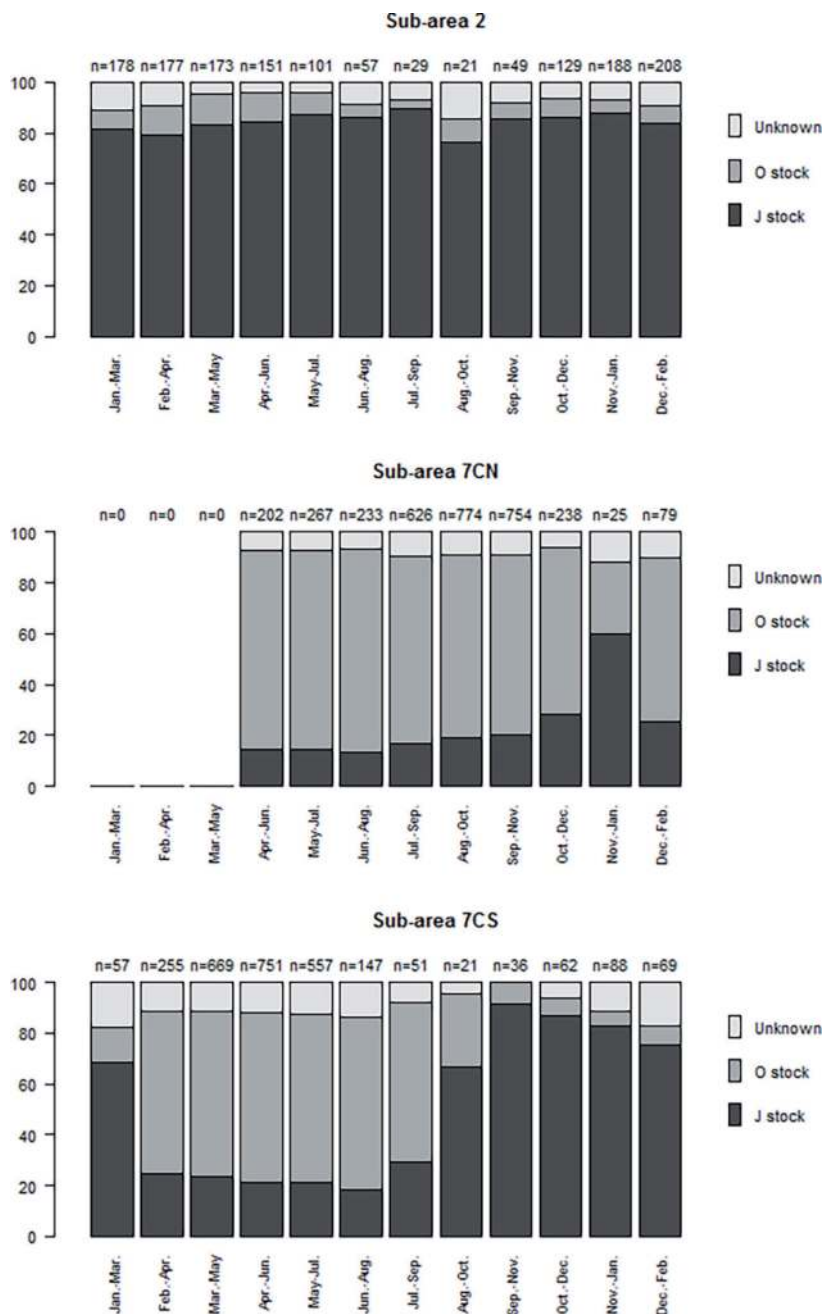 Sub-area 2
n=178 n=177 n=173 n=151 n=101 n=57 n=29 n=21 n=49 n=129 n=188 n=208
100
80
60
40
20
0
Unknown
O stock
J stock
Jan.-Mar. Feb.-Apr. Mar.-May Apr.-Jun. May-Jul. Jun.-Aug. Jul.-Sep. Aug.-Oct. Sep.-Nov. Oct.-Dec. Nov.-Jan. Dec.-Feb.
Sub-area 7CN
n=0 n=0 n=0 n=202 n=267 n=233 n=626 n=774 n=754 n=238 n=25 n=79
100
80
60
40
20
0
Unknown
O stock
J stock
Jan.-Mar. Feb.-Apr. Mar.-May Apr.-Jun. May-Jul. Jun.-Aug. Jul.-Sep. Aug.-Oct. Sep.-Nov. Oct.-Dec. Nov.-Jan. Dec.-Feb.
Sub-area 7CS
n=57 n=255 n=669 n=751 n=557 n=147 n=51 n=21 n=36 n=62 n=88 n=69
100
80
60
40
20
0
Unknown
O stock
J stock
Jan.-Mar. Feb.-Apr. Mar.-May Apr.-Jun. May-Jul. Jun.-Aug. Jul.-Sep. Aug.-Oct. Sep.-Nov. Oct.-Dec. Nov.-Jan. Dec.-Feb.